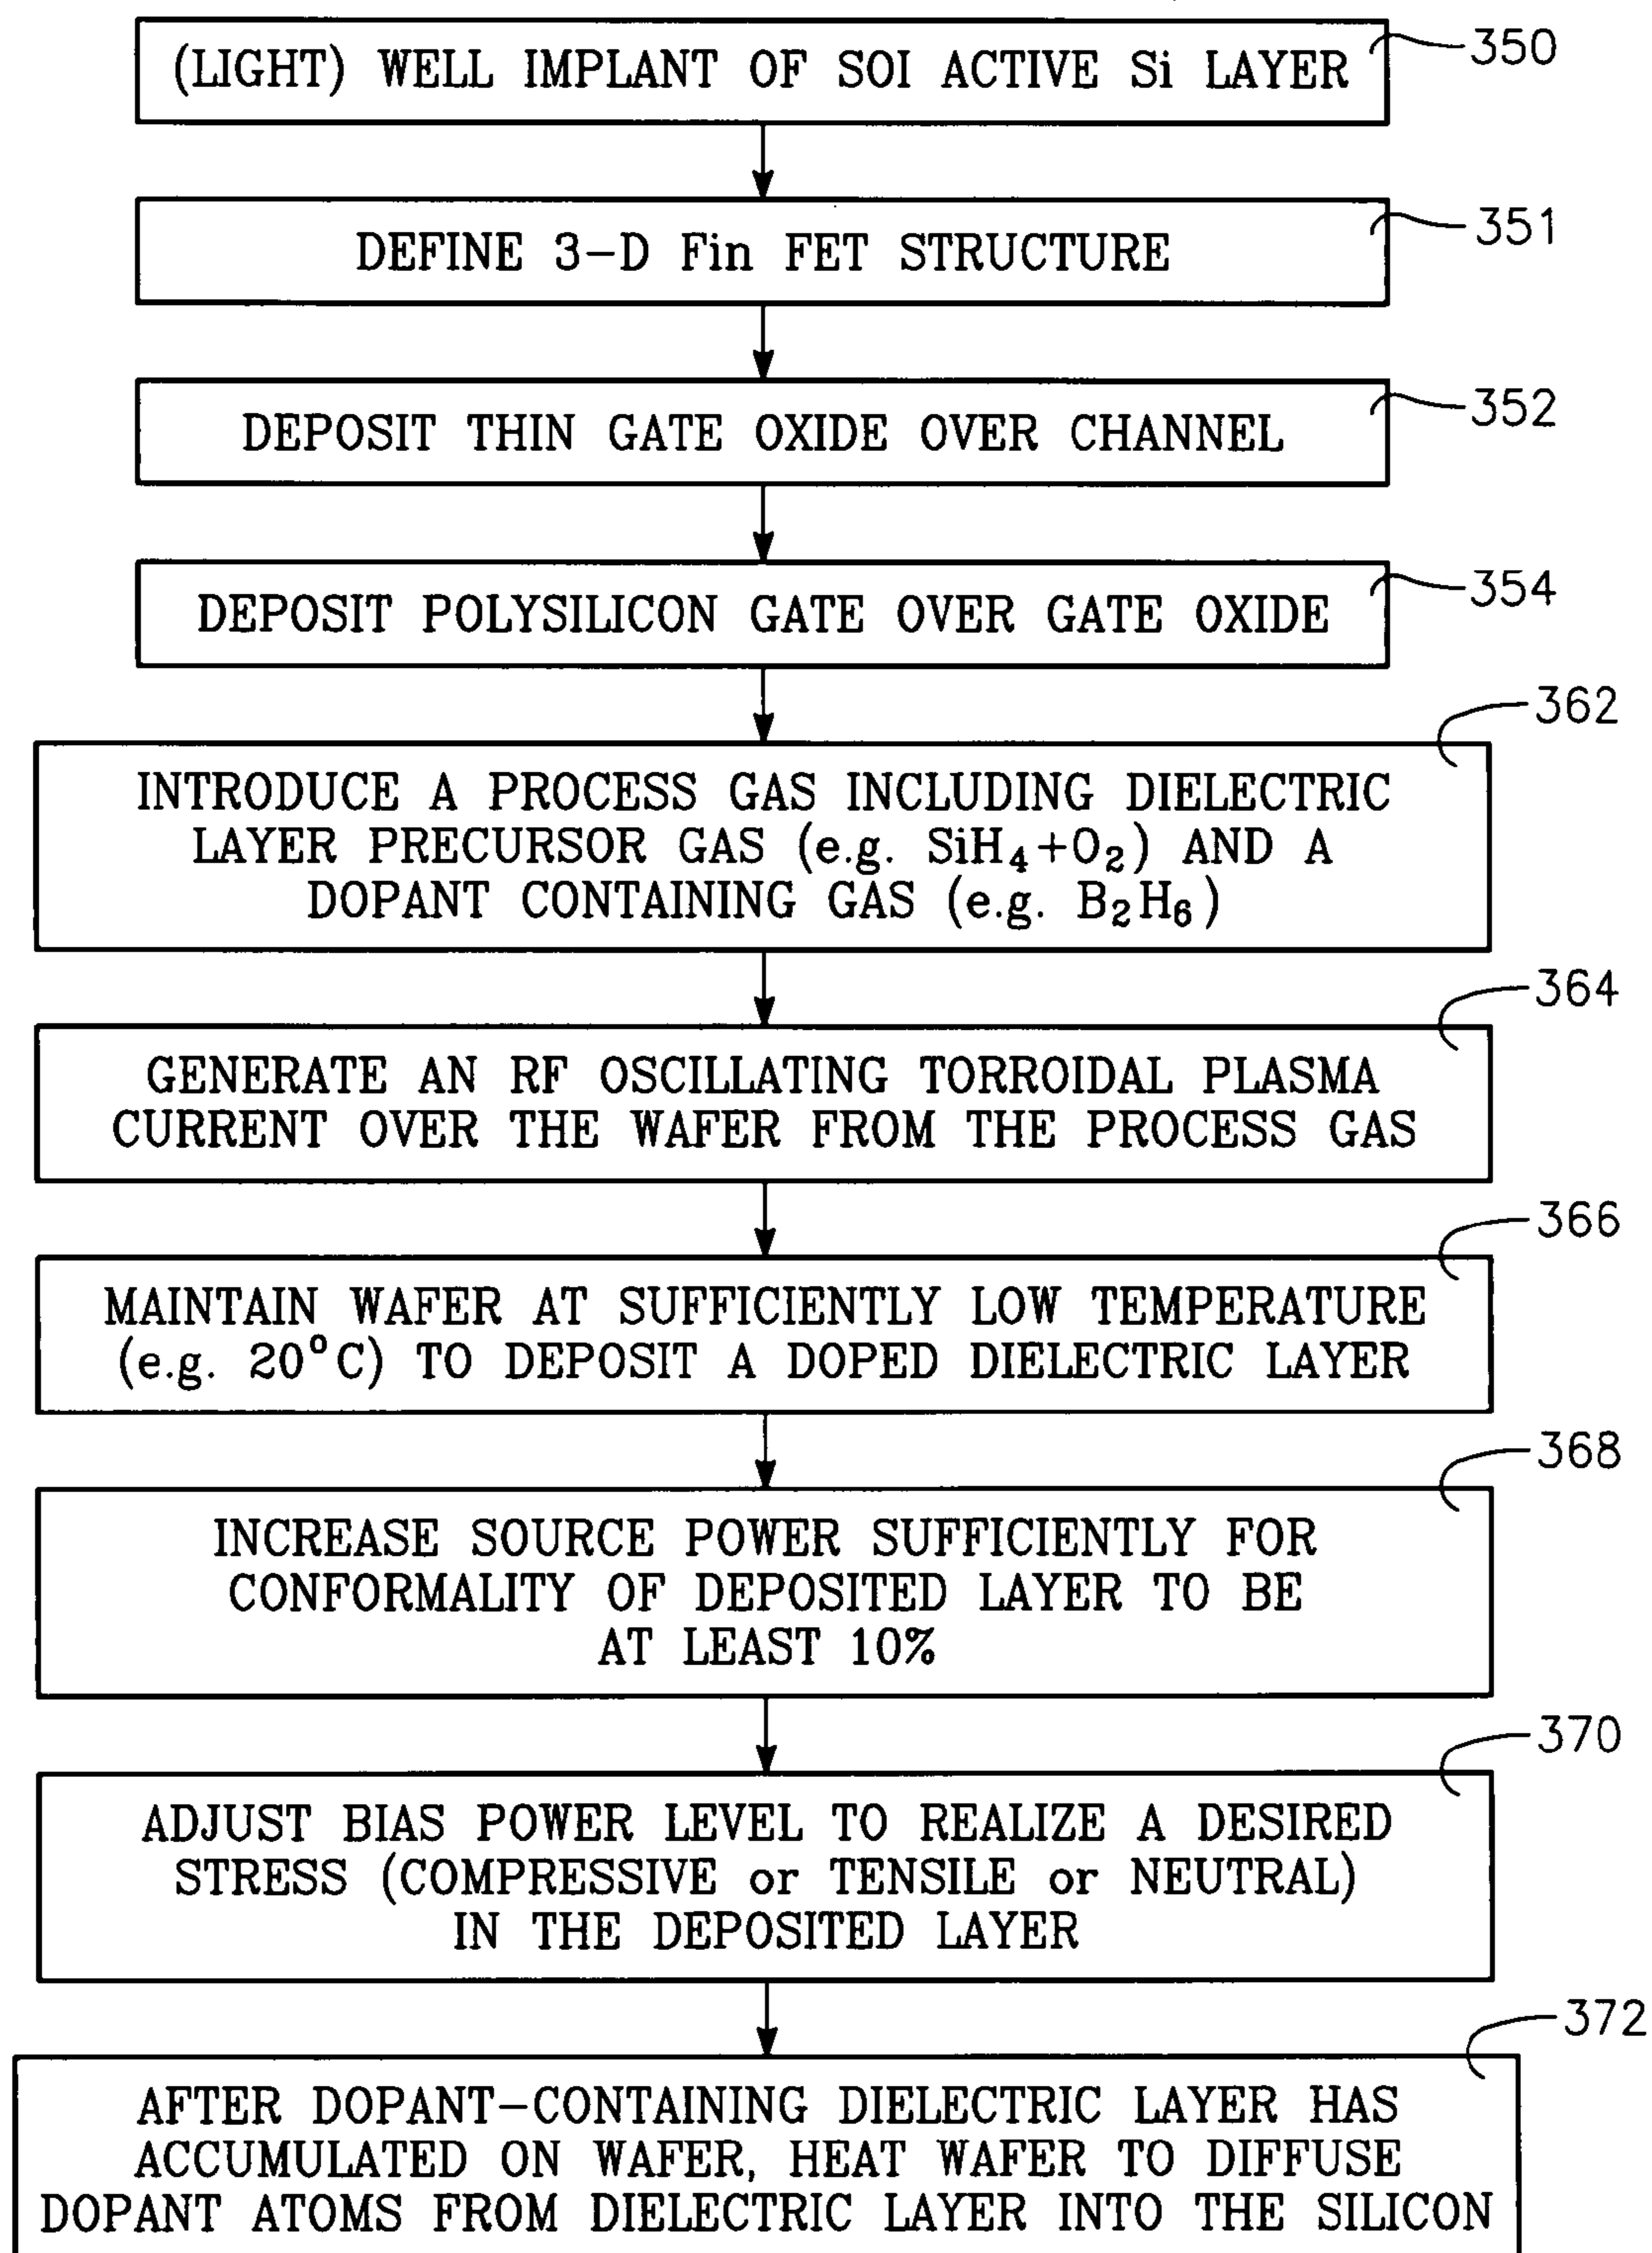 (LIGHT) WELL IMPLANT OF SOI ACTIVE Si LAYER
350
DEFINE 3-D Fin FET STRUCTURE
351
DEPOSIT THIN GATE OXIDE OVER CHANNEL
352
DEPOSIT POLYSILICON GATE OVER GATE OXIDE
354
362
INTRODUCE A PROCESS GAS INCLUDING DIELECTRIC
LAYER PRECURSOR GAS (e.g. SiH₄+O₂) AND A
DOPANT CONTAINING GAS (e.g. B₂H₆)
364
GENERATE AN RF OSCILLATING TORROIDAL PLASMA
CURRENT OVER THE WAFER FROM THE PROCESS GAS
366
MAINTAIN WAFER AT SUFFICIENTLY LOW TEMPERATURE
(e.g. 20°C) TO DEPOSIT A DOPED DIELECTRIC LAYER
368
INCREASE SOURCE POWER SUFFICIENTLY FOR
CONFORMALITY OF DEPOSITED LAYER TO BE
AT LEAST 10%
370
ADJUST BIAS POWER LEVEL TO REALIZE A DESIRED
STRESS (COMPRESSIVE or TENSILE or NEUTRAL)
IN THE DEPOSITED LAYER
372
AFTER DOPANT-CONTAINING DIELECTRIC LAYER HAS
ACCUMULATED ON WAFER, HEAT WAFER TO DIFFUSE
DOPANT ATOMS FROM DIELECTRIC LAYER INTO THE SILICON